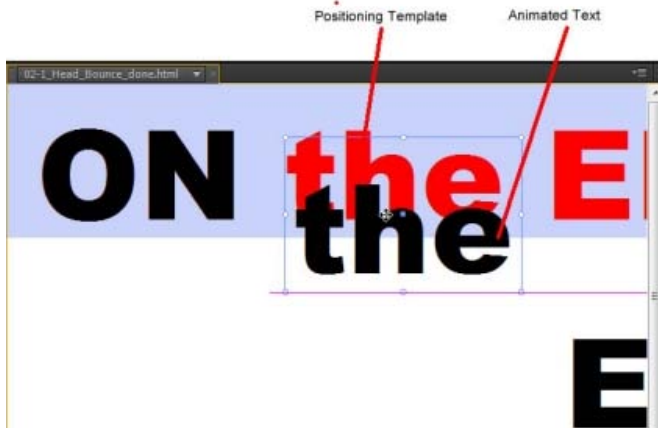 Positioning Template Animated Text
02-1_Head_Bounce_done.html
ON the E
the
E